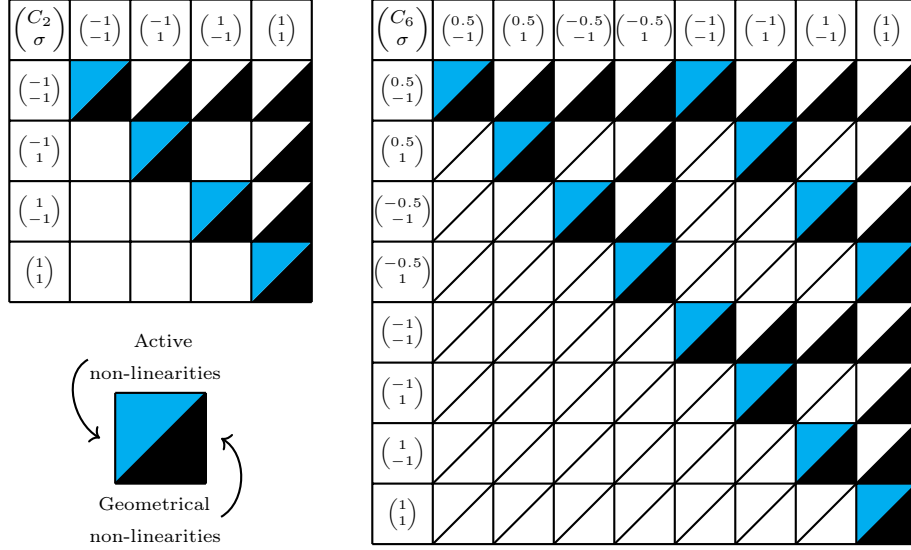 (C₂ σ) (−1 −1) (−1 1) (1 −1) (1 1)
(−1 −1)
(−1 1)
(1 −1)
(1 1)
Active
non-linearities
Geometrical
non-linearities
(C₆ σ) (0.5 −1) (0.5 1) (−0.5 −1) (−0.5 1) (−1 −1) (−1 1) (1 −1) (1 1)
(0.5 −1)
(0.5 1)
(−0.5 −1)
(−0.5 1)
(−1 −1)
(−1 1)
(1 −1)
(1 1)